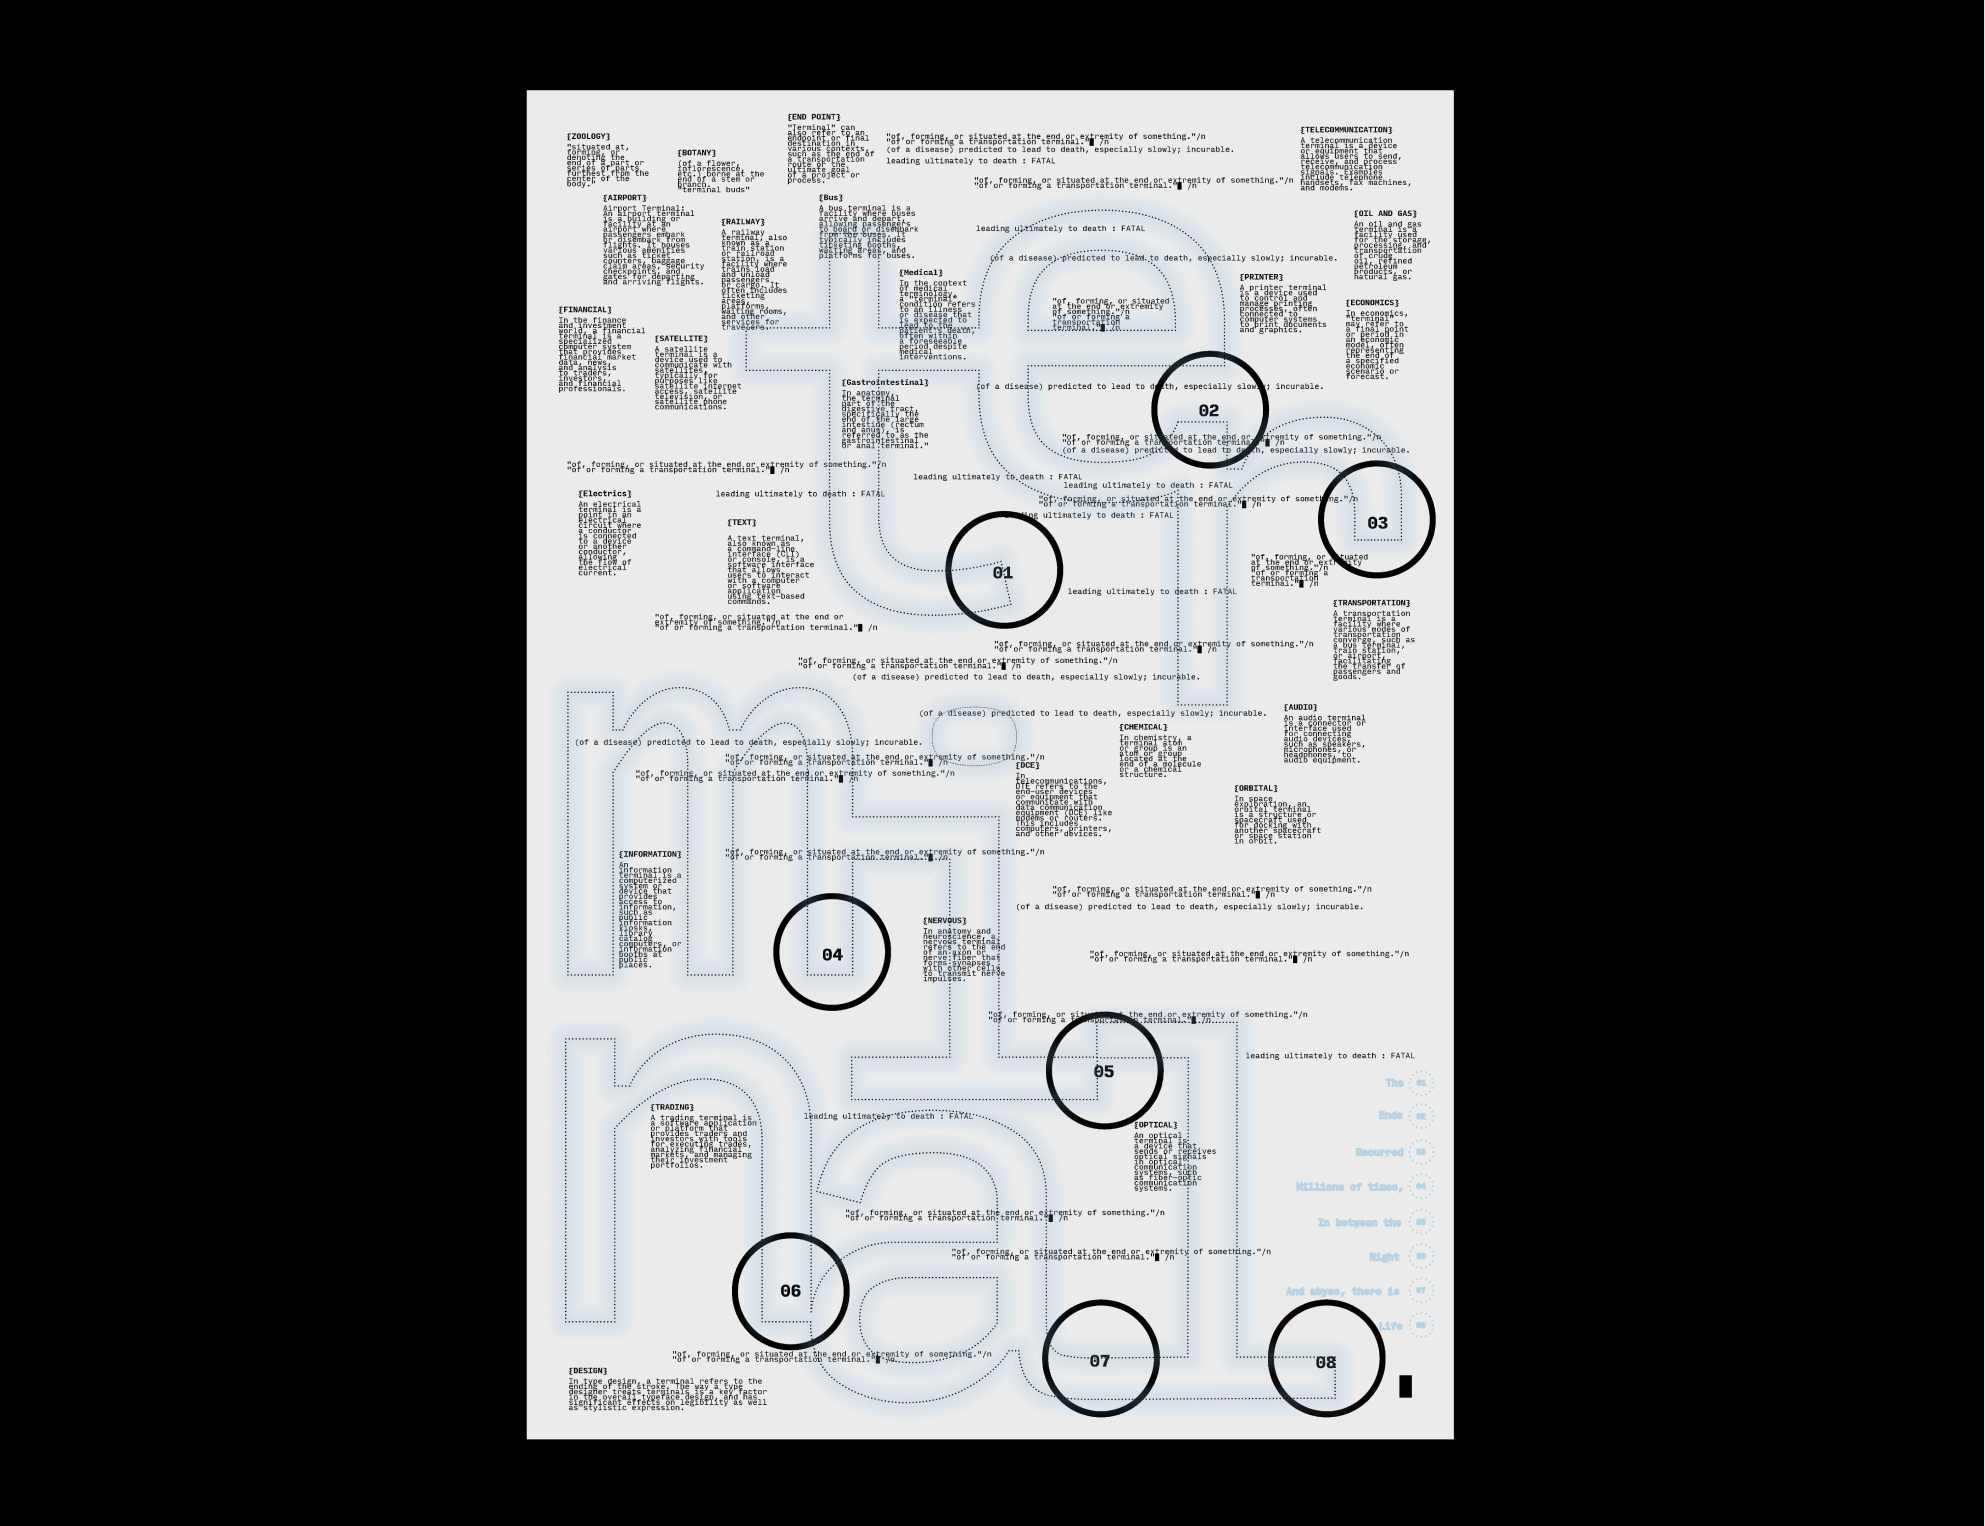 {ZOOLOGY}
"situated at,
forming, or
denoting the
end of a part or
series of parts
furthest from the
center of the
body."
{BOTANY}
(of a flower,
inflorescence,
etc.) borne at the
end of a stem or
branch.
"terminal buds"
{END POINT}
"Terminal" can
also refer to an
endpoint or final
destination in
various contexts,
such as the end of
a transportation
route or the
ultimate goal
of a project or
process.
"of, forming, or situated at the end or extremity of something."/n
"of or forming a transportation terminal."█ /n
(of a disease) predicted to lead to death, especially slowly; incurable.
leading ultimately to death : FATAL
"of, forming, or situated at the end or extremity of something."/n
"of or forming a transportation terminal."█ /n
{TELECOMMUNICATION}
A telecommunication
terminal is a device
or equipment that
allows users to send,
receive, and process
telecommunication
signals. Examples
include telephone
handsets, fax machines,
and modems.
{AIRPORT}
Airport Terminal:
An airport terminal
is a building or
facility at an
airport where
passengers embark
or disembark from
flights. It houses
various amenities
such as ticket
counters, baggage
claim areas, security
checkpoints, and
gates for departing
and arriving flights.
{RAILWAY}
A railway
terminal, also
known as a
train station
or railroad
station, is a
facility where
trains load
and unload
passengers
or cargo. It
often includes
ticketing
areas,
platforms,
waiting rooms,
and other
services for
travelers.
{Bus}
A bus terminal is a
facility where buses
arrive and depart,
allowing passengers
to board or disembark
from the buses. It
typically includes
ticketing booths,
waiting areas, and
platforms for buses.
leading ultimately to death : FATAL
(of a disease) predicted to lead to death, especially slowly; incurable.
{OIL AND GAS}
An oil and gas
terminal is a
facility used
for the storage,
processing, and
transportation
of crude
oil, refined
petroleum
products, or
natural gas.
{Medical}
In the context
of medical
terminology,
a "terminal"
condition refers
to an illness
or disease that
is expected to
lead to the
patient's death,
often within
a foreseeable
period despite
medical
interventions.
"of, forming, or situated
at the end or extremity
of something."/n
"of or forming a
transportation
terminal."█ /n
{PRINTER}
A printer terminal
is a device used
to control and
manage printing
processes, often
connected to
computer systems
to print documents
and graphics.
{ECONOMICS}
In economics,
"terminal"
may refer to
a final point
or period in
an economic
model, often
representing
the end of
a specified
economic
scenario or
forecast.
{FINANCIAL}
In the finance
and investment
world, a financial
terminal is a
specialized
computer system
that provides
financial market
data, news,
and analysis
to traders,
investors,
and financial
professionals.
{SATELLITE}
A satellite
terminal is a
device used to
communicate with
satellites,
typically for
purposes like
satellite internet
access, satellite
television, or
satellite phone
communications.
{Gastrointestinal}
In anatomy,
the terminal
part of the
digestive tract,
specifically the
end of the large
intestine (rectum
and anus), is
referred to as the
gastrointestinal
or anal terminal."
(of a disease) predicted to lead to death, especially slowly; incurable.
02
"of, forming, or situated at the end or extremity of something."/n
"of or forming a transportation terminal."█ /n
(of a disease) predicted to lead to death, especially slowly; incurable.
"of, forming, or situated at the end or extremity of something."/n
"of or forming a transportation terminal."█ /n
leading ultimately to death : FATAL
leading ultimately to death : FATAL
leading ultimately to death : FATAL
"of, forming, or situated at the end or extremity of something."/n
"of or forming a transportation terminal."█ /n
ultimately to death : FATAL
03
{Electrics}
An electrical
terminal is a
point in an
electrical
circuit where
a conductor
is connected
to a device
or another
conductor,
allowing
the flow of
electrical
current.
{TEXT}
A text terminal,
also known as
a command-line
interface (CLI)
or console, is a
software interface
that allows
users to interact
with a computer
or software
application
using text-based
commands.
01
"of, forming, or situated
at the end or extremity
of something."/n
"of or forming a
transportation
terminal."█ /n
leading ultimately to death : FATAL
{TRANSPORTATION}
A transportation
terminal is a
facility where
various modes of
transportation
converge, such as
a bus terminal,
train station,
or airport,
facilitating
the transfer of
passengers and
goods.
"of, forming, or situated at the end or
extremity of something."/n
"of or forming a transportation terminal."█ /n
"of, forming, or situated at the end or extremity of something."/n
"of or forming a transportation terminal."█ /n
"of, forming, or situated at the end or extremity of something."/n
"of or forming a transportation terminal."█ /n
(of a disease) predicted to lead to death, especially slowly; incurable.
ter
mi
nal
(of a disease) predicted to lead to death, especially slowly; incurable.
{AUDIO}
An audio terminal
is a connector or
interface used
for connecting
audio devices,
such as speakers,
microphones, or
headphones, to
audio equipment.
{CHEMICAL}
In chemistry, a
terminal atom
or group is an
atom or group
located at the
end of a molecule
or a chemical
structure.
(of a disease) predicted to lead to death, especially slowly; incurable.
"of, forming, or situated at the end or extremity of something."/n
"of or forming a transportation terminal."█ /n
"of, forming, or situated at the end or extremity of something."/n
"of or forming a transportation terminal."█ /n
{DCE}
In
telecommunications,
DTE refers to the
end-user devices
or equipment that
communicate with
data communication
equipment (DCE) like
modems or routers.
This includes
computers, printers,
and other devices.
{ORBITAL}
In space
exploration, an
orbital terminal
is a structure or
spacecraft used
for docking with
another spacecraft
or space station
in orbit.
{INFORMATION}
An
information
terminal is a
computerized
system or
device that
provides
access to
information,
such as
public
information
kiosks,
library
catalog
computers, or
information
booths at
public
places.
"of, forming, or situated at the end or extremity of something."/n
"of or forming a transportation terminal."█ /n
"of, forming, or situated at the end or extremity of something."/n
"of or forming a transportation terminal."█ /n
(of a disease) predicted to lead to death, especially slowly; incurable.
04
{NERVOUS}
In anatomy and
neuroscience, a
nervous terminal
refers to the end
of an axon or
nerve fiber that
forms synapses
with other cells
to transmit nerve
impulses.
"of, forming, or situated at the end or extremity of something."/n
"of or forming a transportation terminal."█ /n
"of, forming, or situated at the end or extremity of something."/n
"of or forming a transportation terminal."█ /n
05
leading ultimately to death : FATAL
The 01
Ends 02
Recurred 03
Millions of times, 04
In between the 05
Right 06
And abyss, there is 07
Life 08
{TRADING}
A trading terminal is
a software application
or platform that
provides traders and
investors with tools
for executing trades,
analyzing financial
markets, and managing
their investment
portfolios.
leading ultimately to death : FATAL
{OPTICAL}
An optical
terminal is
a device that
sends or receives
optical signals
in optical
communication
systems, such
as fiber-optic
communication
systems.
"of, forming, or situated at the end or extremity of something."/n
"of or forming a transportation terminal."█ /n
"of, forming, or situated at the end or extremity of something."/n
"of or forming a transportation terminal."█ /n
06
"of, forming, or situated at the end or extremity of something."/n
"of or forming a transportation terminal."█ /n
07
08
{DESIGN}
In type design, a terminal refers to the
ending of the stroke. The way a type
designer treats terminals is a key factor
in the overall typeface design, and has
significant effects on legibility as well
as stylistic expression.